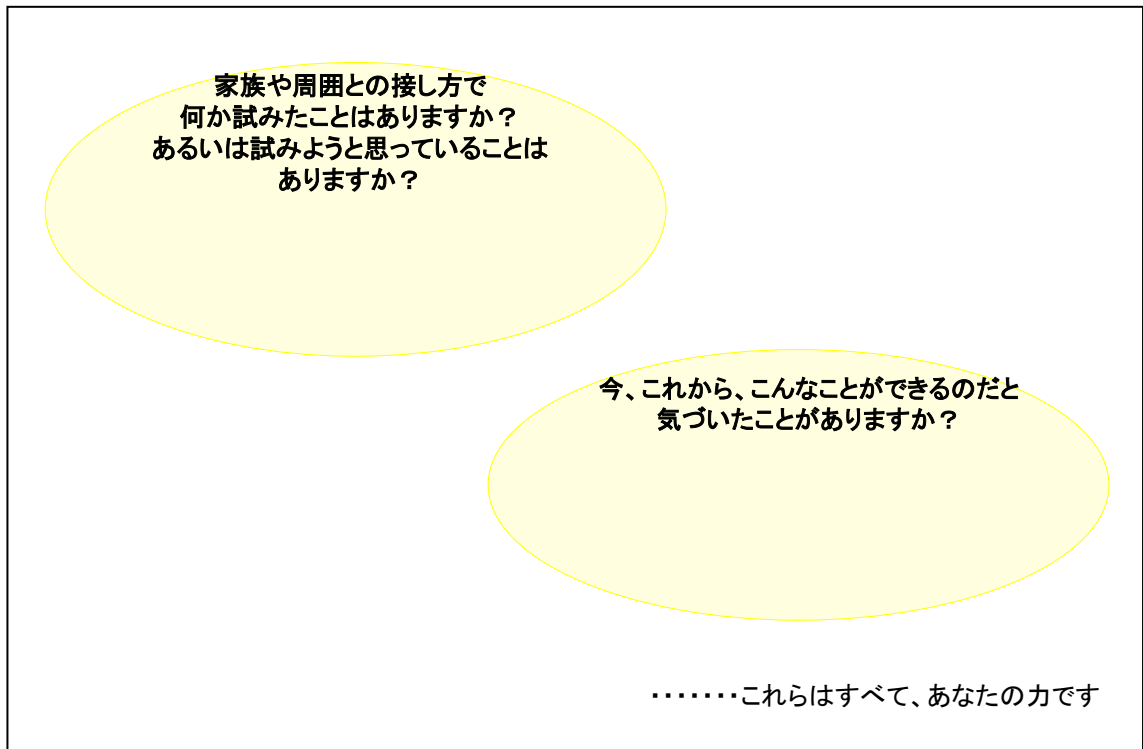 家族や周囲との接し方で
何か試みたことはありますか？
あるいは試みようと思っていることは
ありますか？
今、これから、こんなことができるのだと
気づいたことがありますか？
・・・・・・・これらはすべて、あなたの力です